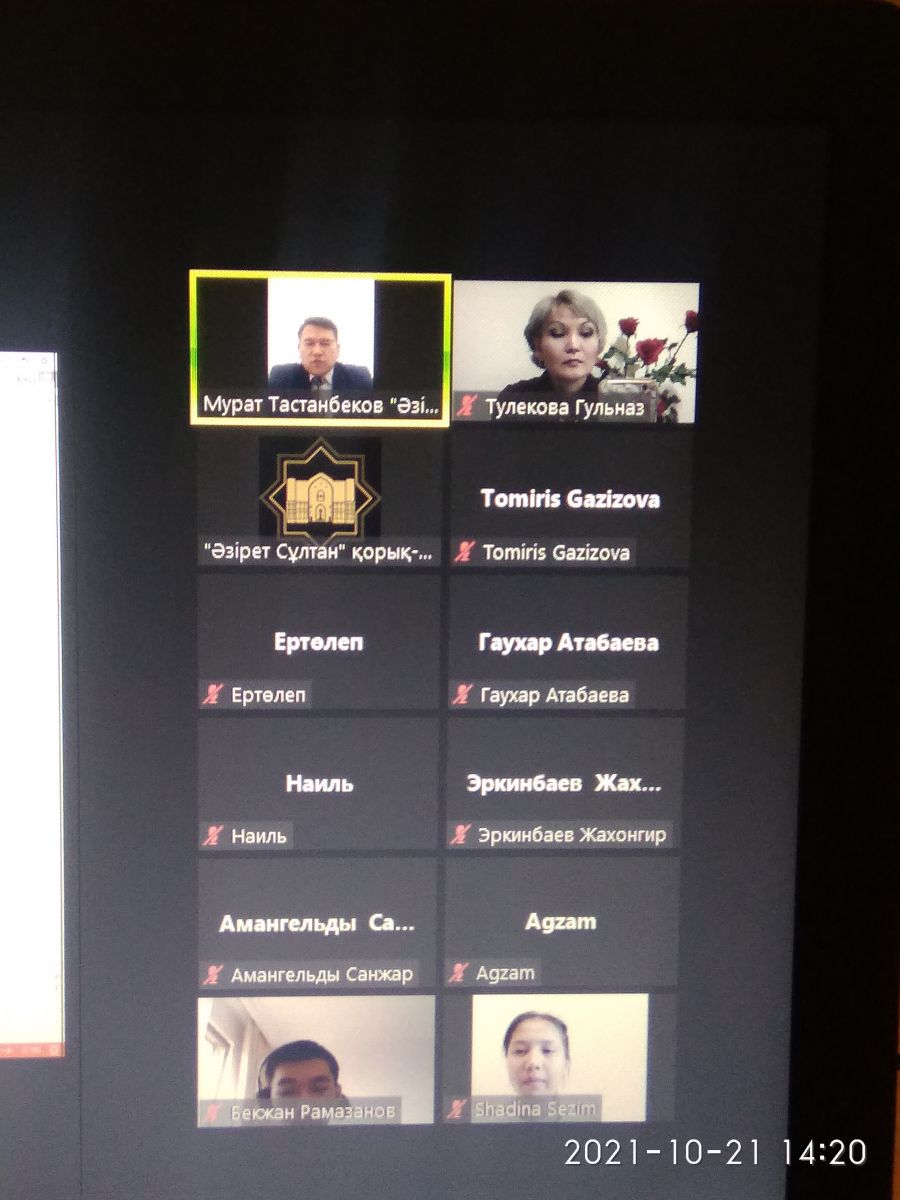 Мурат Тастанбеков "Әзі...
Тулекова Гульназ
"Әзірет Сұлтан" қорық-...
Tomiris Gazizova
Tomiris Gazizova
Ертөлеп
Ертөлеп
Гаухар Атабаева
Гаухар Атабаева
Наиль
Наиль
Эркинбаев Жах...
Эркинбаев Жахонгир
Амангельды Са...
Амангельды Санжар
Agzam
Agzam
Бекжан Рамазанов
Shadina Sezim
2021-10-21 14:20